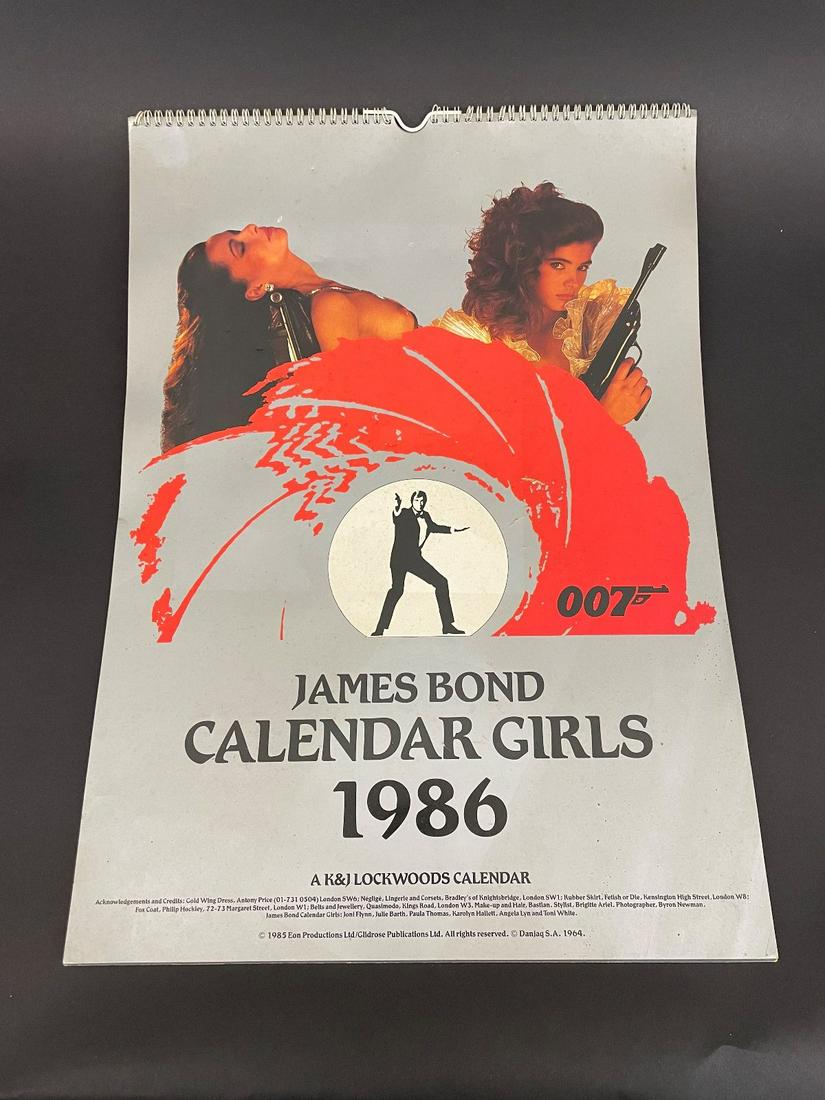 007
JAMES BOND
CALENDAR GIRLS
1986
A K&J LOCKWOODS CALENDAR
Acknowledgements and Credits: Gold Wing Dress, Antony Price (01-731 0504) London SW6; Négligé, Lingerie and Corsets, Bradley's of Knightsbridge, London SW1; Rubber Skirt, Fetish or Die, Kensington High Street, London W8;
Fox Coat, Philip Hockley, 72-73 Margaret Street, London W1; Belts and Jewellery, Quasimodo, Kings Road, London W3. Make-up and Hair, Bastian. Stylist, Brigitte Ariel. Photographer, Byron Newman.
James Bond Calendar Girls: Joni Flynn, Julie Barth, Paula Thomas, Karolyn Hallett, Angela Lyn and Toni White.
© 1985 Eon Productions Ltd/Glidrose Publications Ltd. All rights reserved. © Danjaq S.A. 1964.